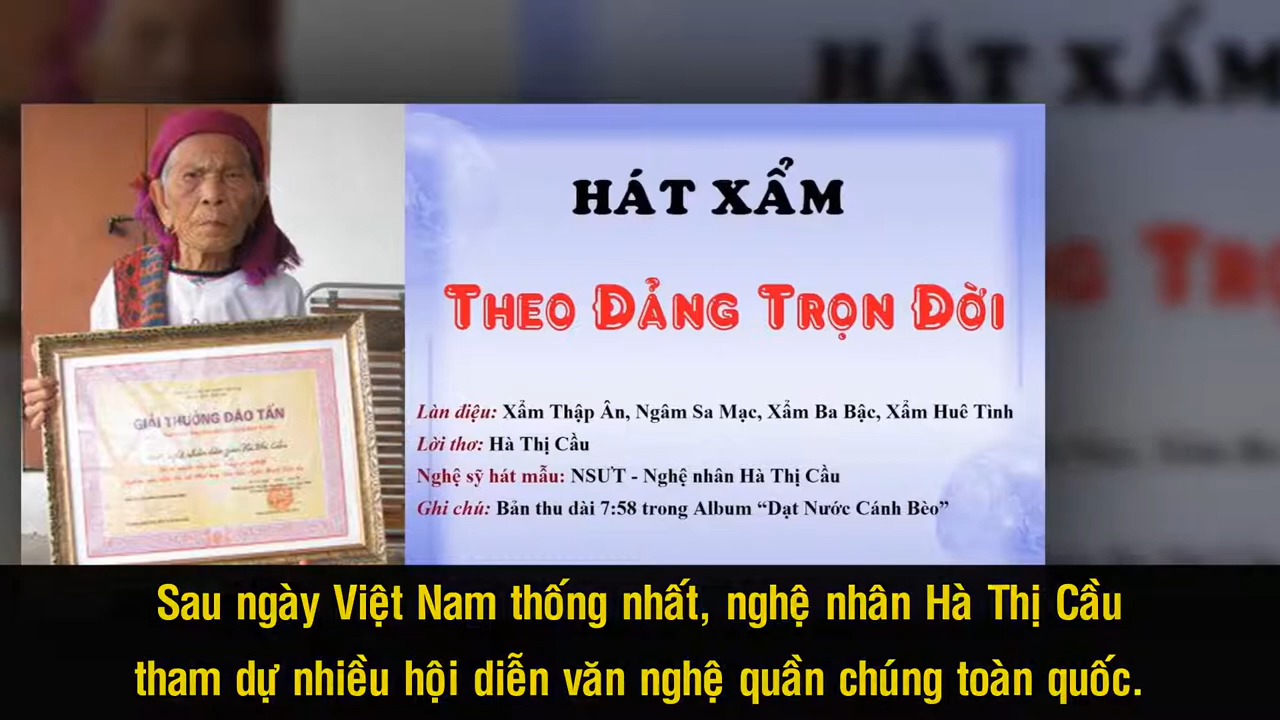 HÁT XẨM
HÁT XẨM
THEO ĐẢNG TRỌN ĐỜI
Làn điệu: Xẩm Thập Ân, Ngâm Sa Mạc, Xẩm Ba Bậc, Xẩm Huê Tình
Lời thơ: Hà Thị Cầu
Nghệ sỹ hát mẫu: NSƯT - Nghệ nhân Hà Thị Cầu
Ghi chú: Bản thu dài 7:58 trong Album “Dạt Nước Cánh Bèo”
GIẢI THƯỞNG ĐÀO TẤN
Sau ngày Việt Nam thống nhất, nghệ nhân Hà Thị Cầu
tham dự nhiều hội diễn văn nghệ quần chúng toàn quốc.